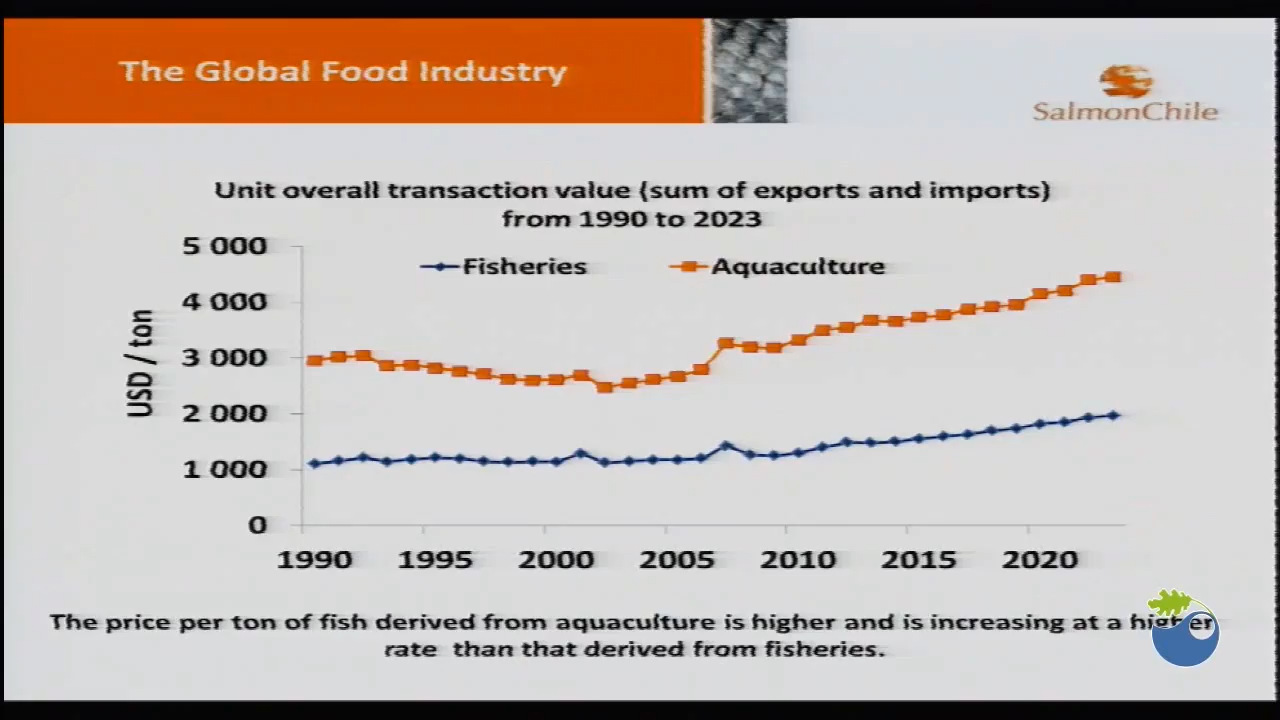 The Global Food Industry
SalmonChile
Unit overall transaction value (sum of exports and imports)
from 1990 to 2023
Fisheries
Aquaculture
USD / ton
5 000
4 000
3 000
2 000
1 000
0
1990 1995 2000 2005 2010 2015 2020
The price per ton of fish derived from aquaculture is higher and is increasing at a higher
rate than that derived from fisheries.